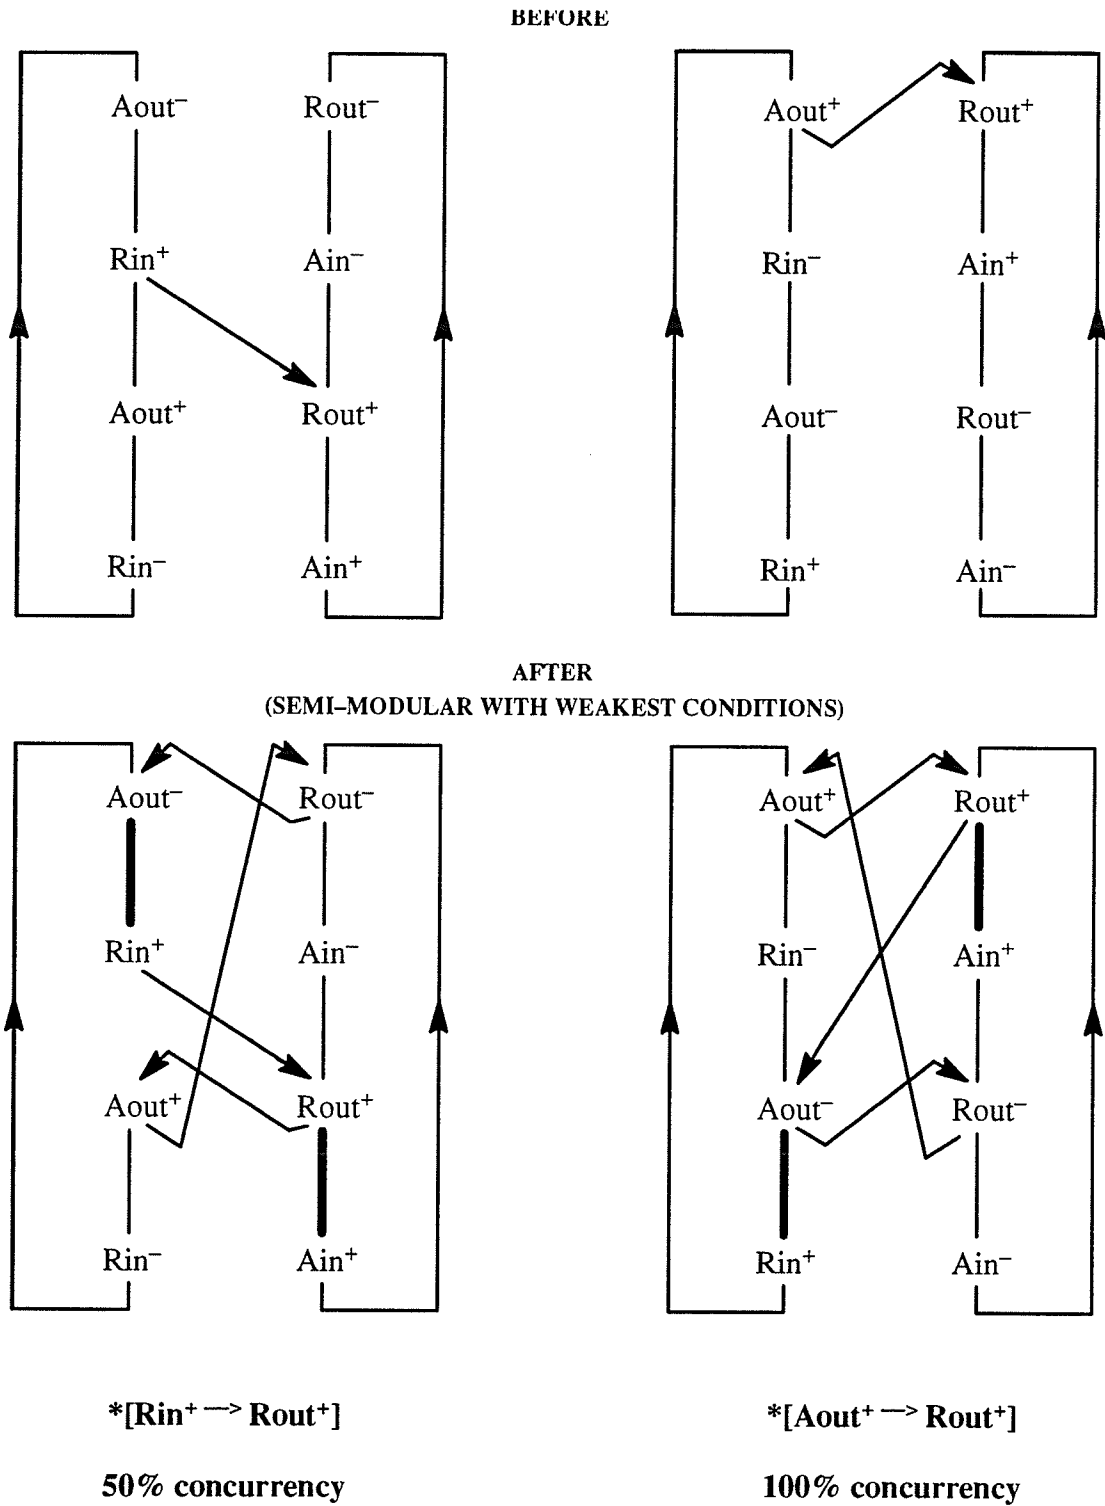 BEFORE
Aout⁻ Rout⁻ Aout⁺ Rout⁺
Rin⁺ Ain⁻ Rin⁻ Ain⁺
Aout⁺ Rout⁺ Aout⁻ Rout⁻
Rin⁻ Ain⁺ Rin⁺ Ain⁻
AFTER
(SEMI–MODULAR WITH WEAKEST CONDITIONS)
Aout⁻ Rout⁻ Aout⁺ Rout⁺
Rin⁺ Ain⁻ Rin⁻ Ain⁺
Aout⁺ Rout⁺ Aout⁻ Rout⁻
Rin⁻ Ain⁺ Rin⁺ Ain⁻
*[Rin⁺ —> Rout⁺] *[Aout⁺ —> Rout⁺]
50% concurrency 100% concurrency